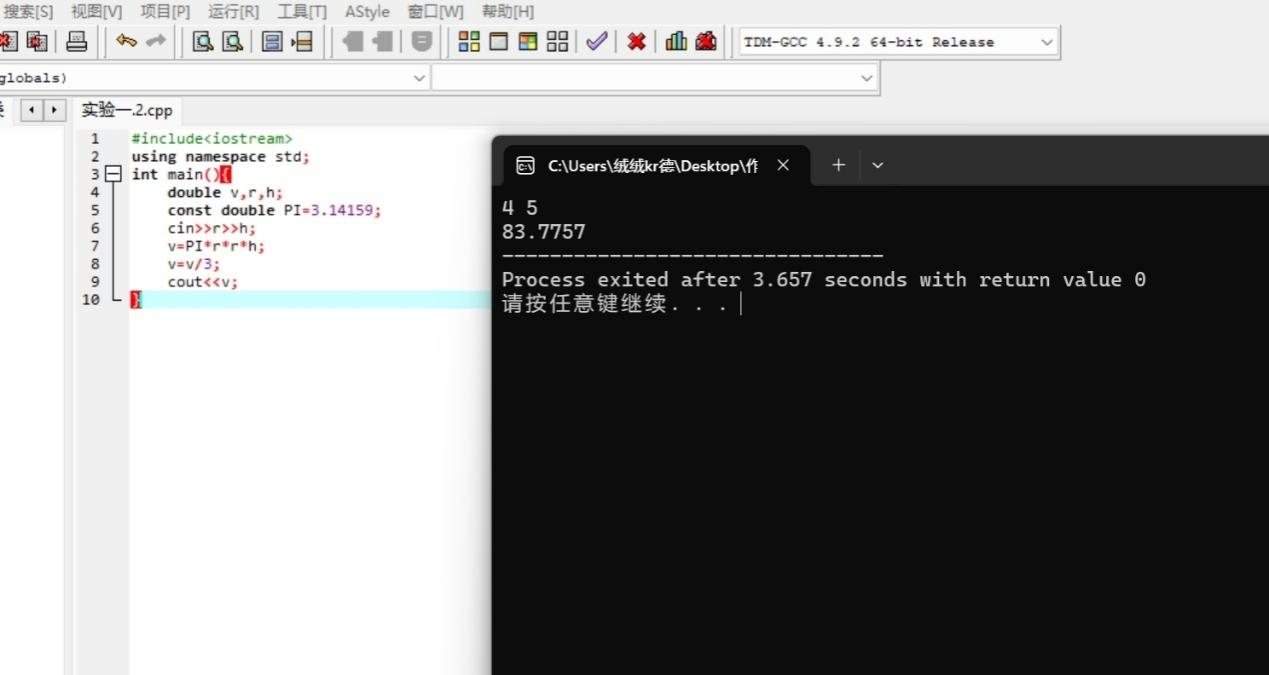 搜索[S] 视图[V] 项目[P] 运行[R] 工具[T] AStyle 窗口[W] 帮助[H]
TDM-GCC 4.9.2 64-bit Release
globals)
实验一.2.cpp
1 #include<iostream>
2 using namespace std;
3 int main(){
4 double v,r,h;
5 const double PI=3.14159;
6 cin>>r>>h;
7 v=PI*r*r*h;
8 v=v/3;
9 cout<<v;
10 }
C:\Users\绒绒kr德\Desktop\作
4 5
83.7757
--------------------------------
Process exited after 3.657 seconds with return value 0
请按任意键继续. . .